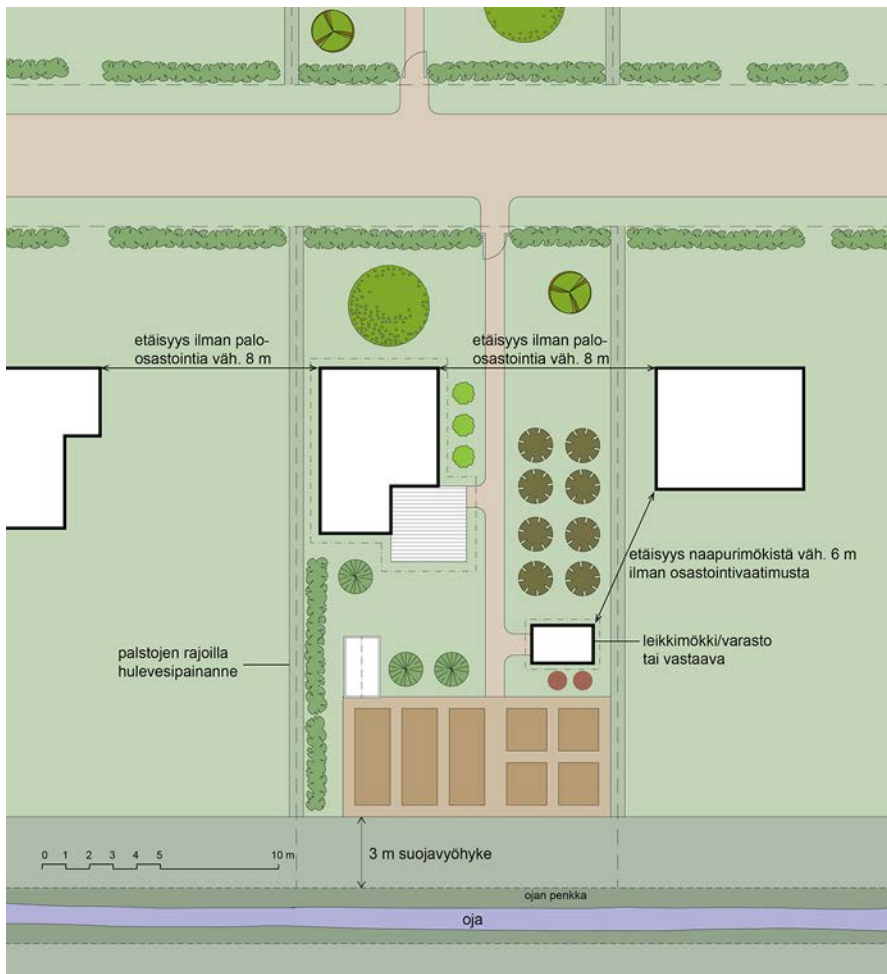 etäisyys ilman palo-
osastointia väh. 8 m
etäisyys ilman palo-
osastointia väh. 8 m
etäisyys naapurimökistä väh. 6 m
ilman osastointivaatimusta
palstojen rajoilla
hulevesipainanne
leikkimökki/varasto
tai vastaava
0 1 2 3 4 5 10 m
3 m suojavyöhyke
ojan penkka
oja